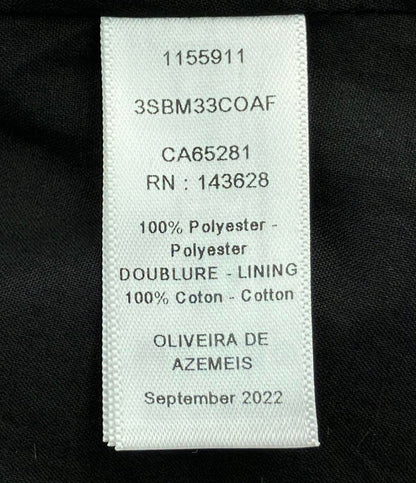 1155911
3SBM33COAF
CA65281
RN : 143628
100% Polyester -
Polyester
DOUBLURE - LINING
100% Coton - Cotton
OLIVEIRA DE
AZEMEIS
September 2022